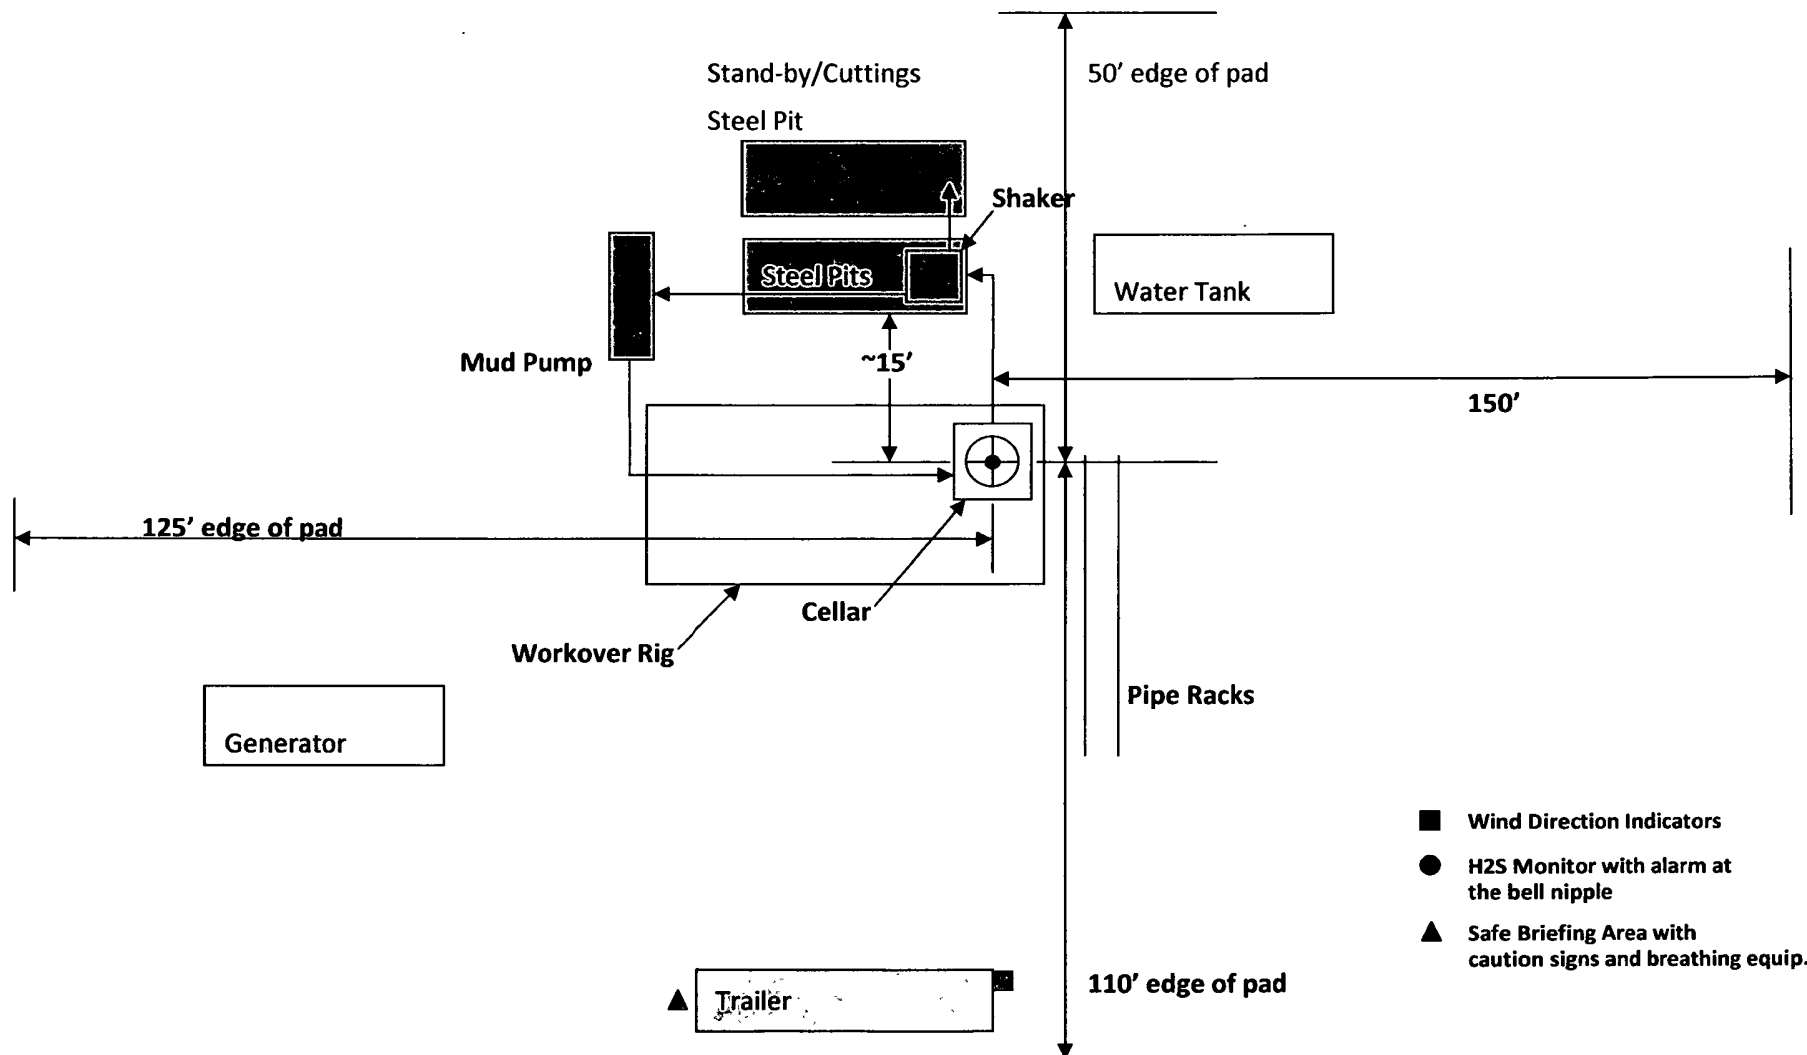 Stand-by/Cuttings
Steel Pit
50' edge of pad
Shaker
Steel Pits
Water Tank
Mud Pump
~15'
150'
125' edge of pad
Cellar
Workover Rig
Pipe Racks
Generator
Wind Direction Indicators
H2S Monitor with alarm at
the bell nipple
Safe Briefing Area with
caution signs and breathing equip.
Trailer
110' edge of pad